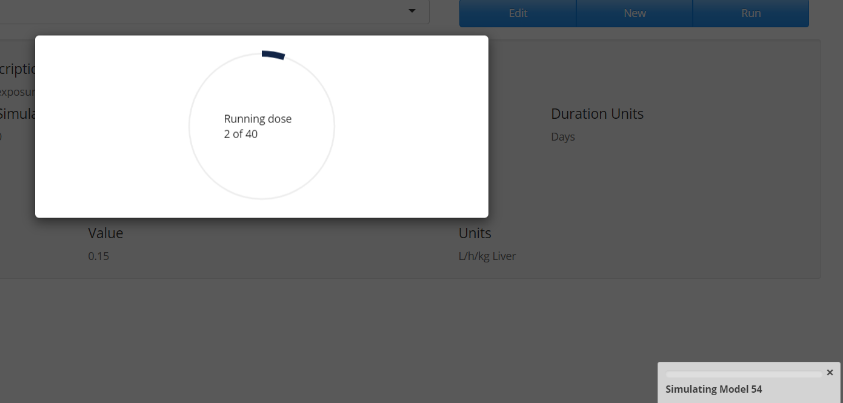 Edit New Run
Running dose
2 of 40
Duration Units
Days
Value
0.15
Units
L/h/kg Liver
Simulating Model 54